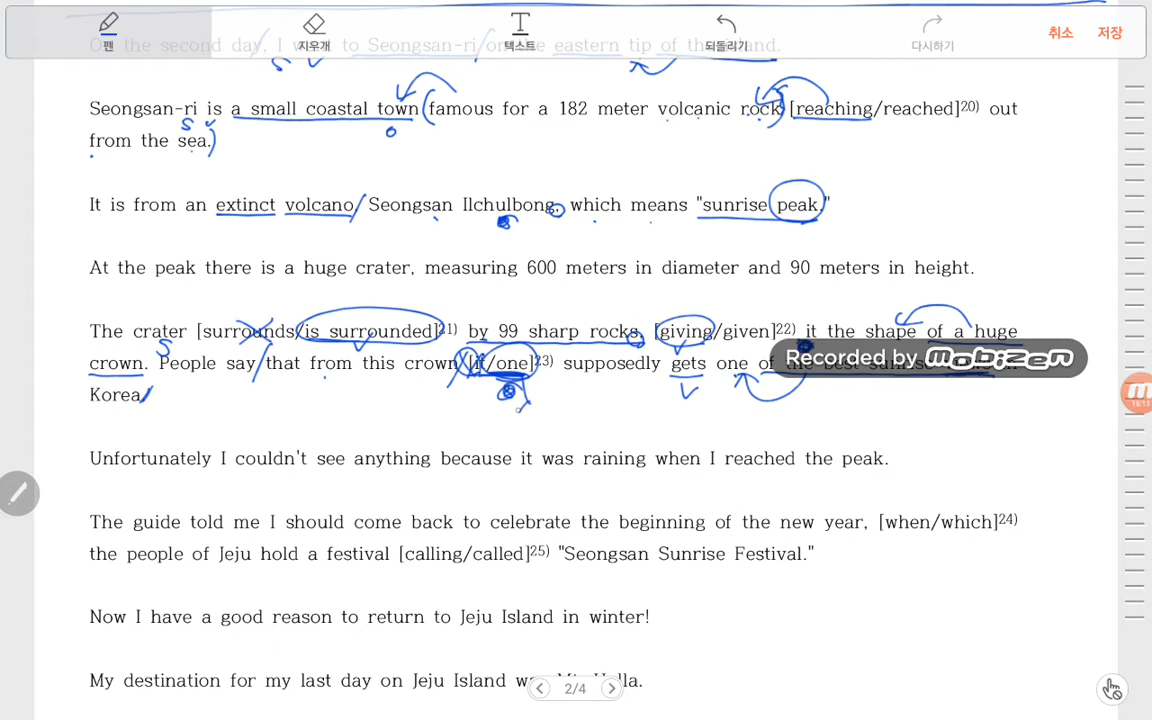 펜
지우개
텍스트
되돌리기
다시하기
취소
저장
On the second day, I to Seongsan-ri eastern tip of the
Seongsan-ri is a small coastal town famous for a 182 meter volcanic rock [reaching/reached]20) out
from the sea.
It is from an extinct volcano Seongsan Ilchulbong, which means "sunrise peak."
At the peak there is a huge crater, measuring 600 meters in diameter and 90 meters in height.
The crater [surrounds/is surrounded]21) by 99 sharp rocks, [giving/given]22) it the shape of a huge
crown. People say that from this crown [it/one]23) supposedly gets one of the best
Recorded by mobizen
Korea
16:12
Unfortunately I couldn't see anything because it was raining when I reached the peak.
The guide told me I should come back to celebrate the beginning of the new year, [when/which]24)
the people of Jeju hold a festival [calling/called]25) "Seongsan Sunrise Festival."
Now I have a good reason to return to Jeju Island in winter!
My destination for my last day on Jeju Island
2/4